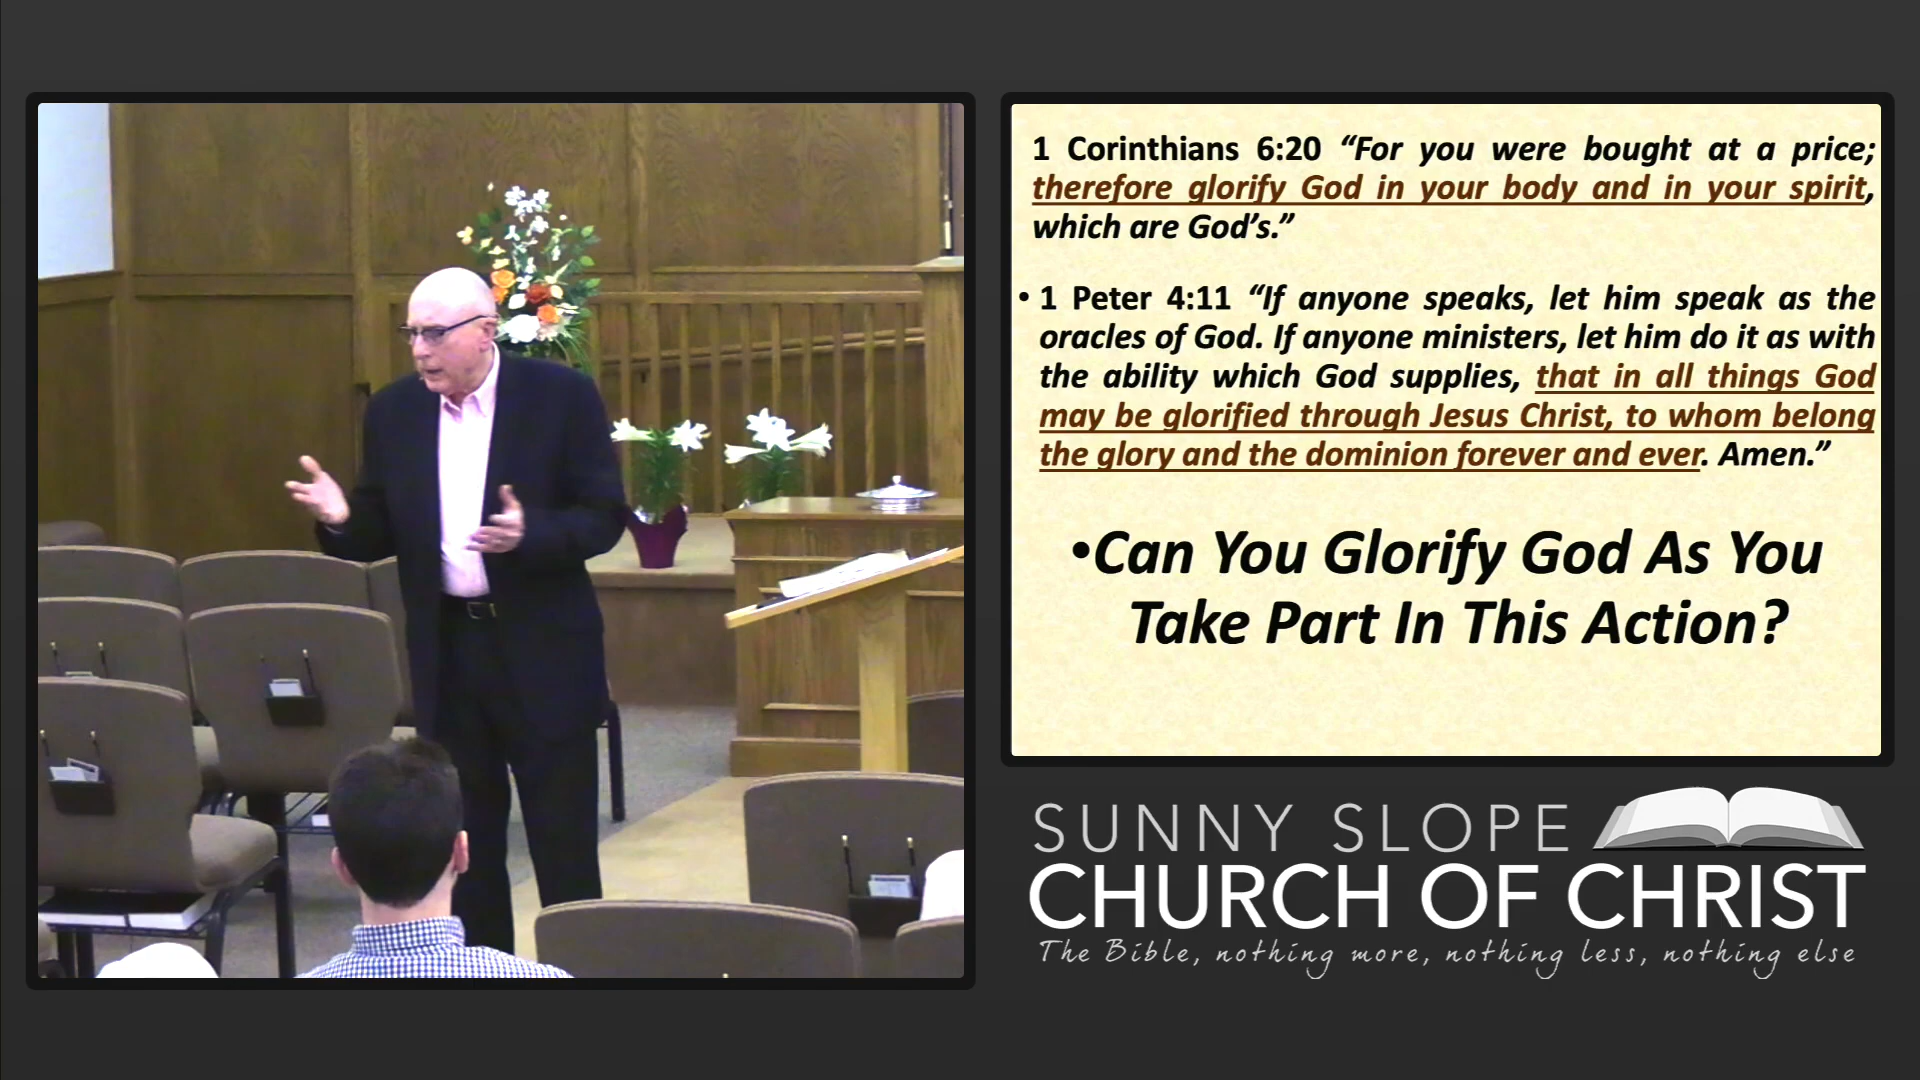 1 Corinthians 6:20 “For you were bought at a price;
therefore glorify God in your body and in your spirit,
which are God’s.”
• 1 Peter 4:11 “If anyone speaks, let him speak as the
oracles of God. If anyone ministers, let him do it as with
the ability which God supplies, that in all things God
may be glorified through Jesus Christ, to whom belong
the glory and the dominion forever and ever. Amen.”
•Can You Glorify God As You
Take Part In This Action?
SUNNY SLOPE
CHURCH OF CHRIST
The Bible, nothing more, nothing less, nothing else